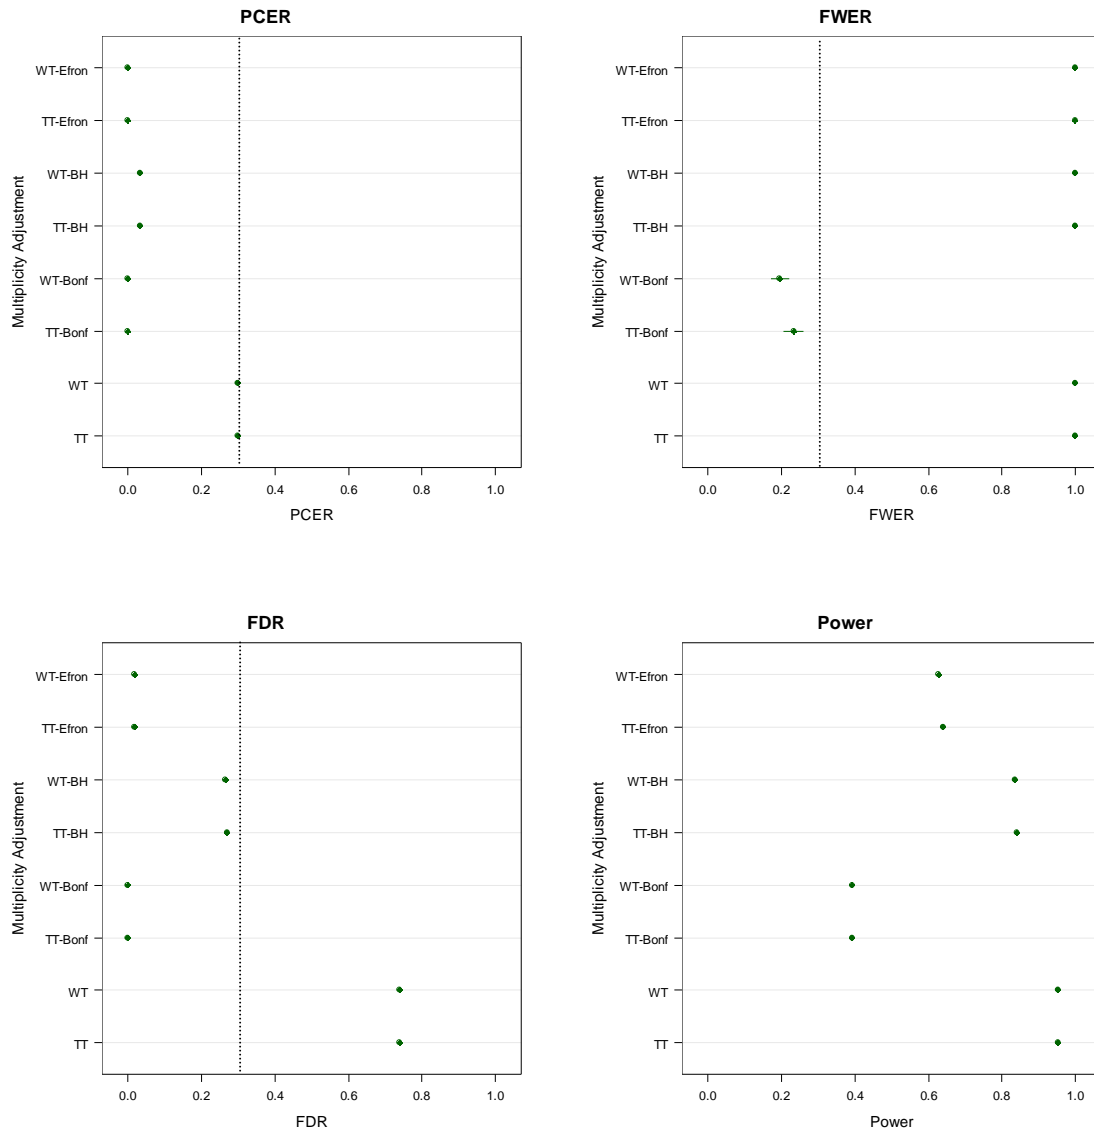 PCER
Multiplicity Adjustment
WT-Efron
TT-Efron
WT-BH
TT-BH
WT-Bonf
TT-Bonf
WT
TT
0.0 0.2 0.4 0.6 0.8 1.0
PCER
FWER
Multiplicity Adjustment
WT-Efron
TT-Efron
WT-BH
TT-BH
WT-Bonf
TT-Bonf
WT
TT
0.0 0.2 0.4 0.6 0.8 1.0
FWER
FDR
Multiplicity Adjustment
WT-Efron
TT-Efron
WT-BH
TT-BH
WT-Bonf
TT-Bonf
WT
TT
0.0 0.2 0.4 0.6 0.8 1.0
FDR
Power
Multiplicity Adjustment
WT-Efron
TT-Efron
WT-BH
TT-BH
WT-Bonf
TT-Bonf
WT
TT
0.0 0.2 0.4 0.6 0.8 1.0
Power